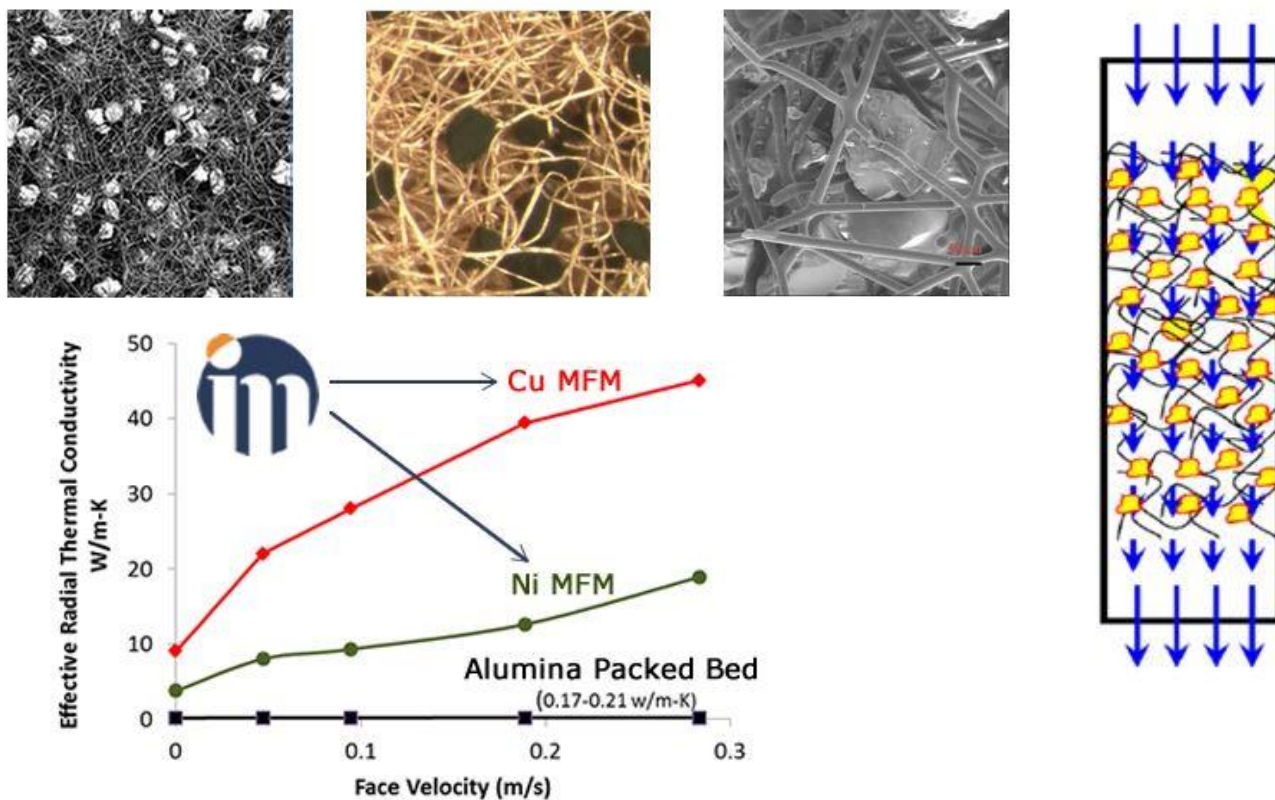 50
40
30
20
10
0
Effective Radial Thermal Conductivity
W/m-K
im
Cu MFM
Ni MFM
Alumina Packed Bed
(0.17-0.21 w/m-K)
0
0.1
0.2
0.3
Face Velocity (m/s)